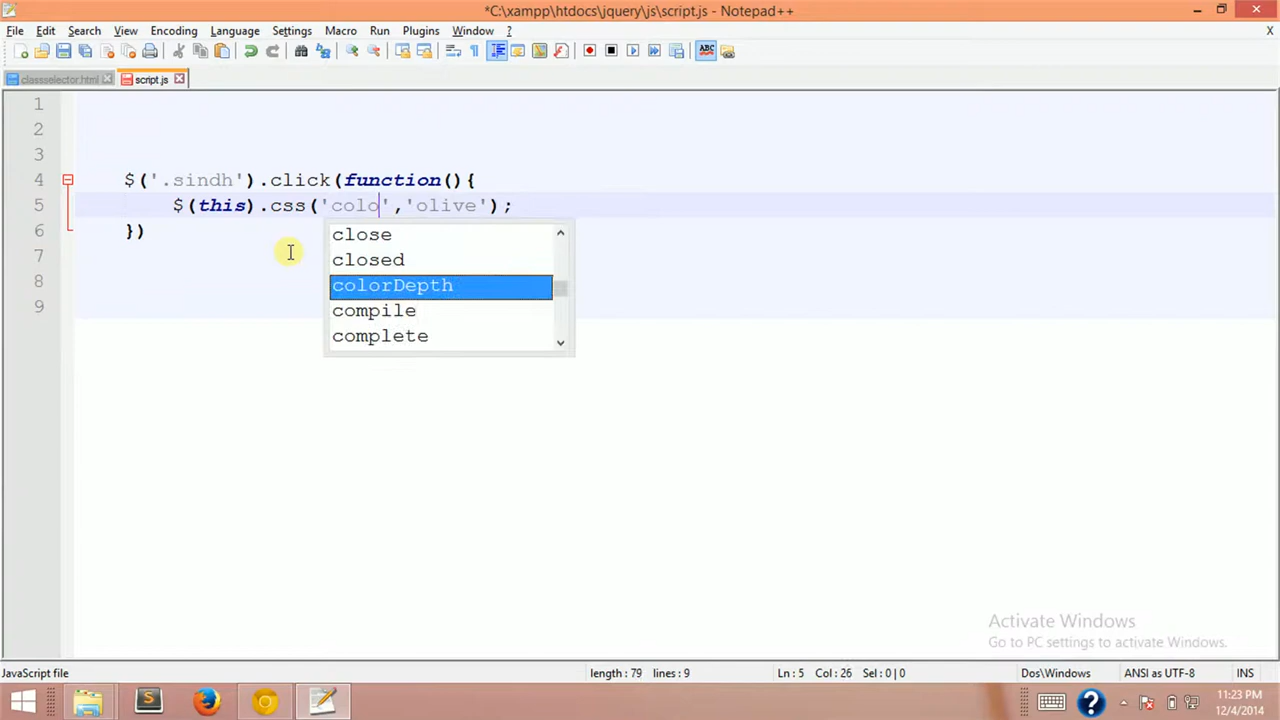 *C:\xampp\htdocs\jquery\js\script.js - Notepad++
File Edit Search View Encoding Language Settings Macro Run Plugins Window ? X
ABC
classselector.html script.js
1
2
3
4 $('.sindh').click(function(){
5 $(this).css('colo','olive');
6 })
7
8
9
close
closed
colorDepth
compile
complete
Activate Windows
Go to PC settings to activate Windows.
JavaScript file length : 79 lines : 9 Ln : 5 Col : 26 Sel : 0 | 0 Dos\Windows ANSI as UTF-8 INS
S ?
11:23 PM
12/4/2014